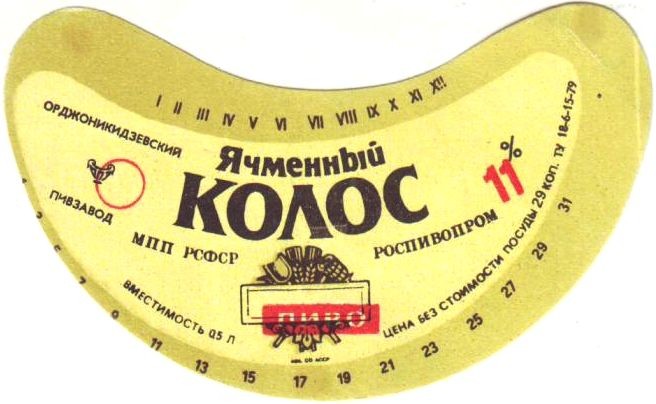 I II III IV V VI VII VIII IX X XI XII
ОРДЖОНИКИДЗЕВСКИЙ
ПИВЗАВОД
Ячменный
КОЛОС
11%
МПП РСФСР
РОСПИВОПРОМ
ВМЕСТИМОСТЬ 0,5 Л
ПИВО
ЦЕНА БЕЗ СТОИМОСТИ ПОСУДЫ 29 КОП. ТУ 18-6-15-79
7 9 11 13 15 17 19 21 23 25 27 29 31